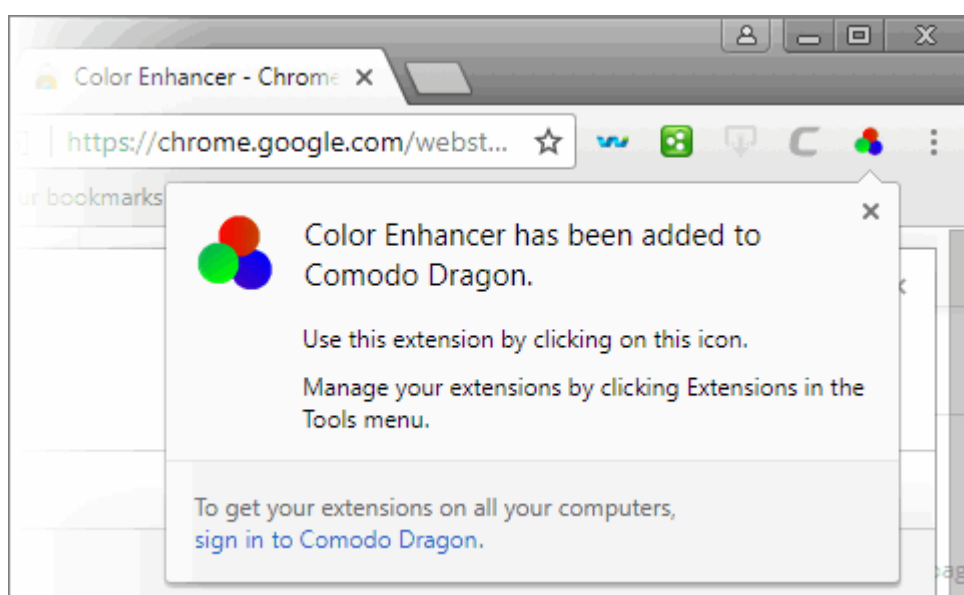 Color Enhancer - Chrome
https://chrome.google.com/webst...
ur bookmarks
Color Enhancer has been added to
Comodo Dragon.
Use this extension by clicking on this icon.
Manage your extensions by clicking Extensions in the
Tools menu.
To get your extensions on all your computers,
sign in to Comodo Dragon.